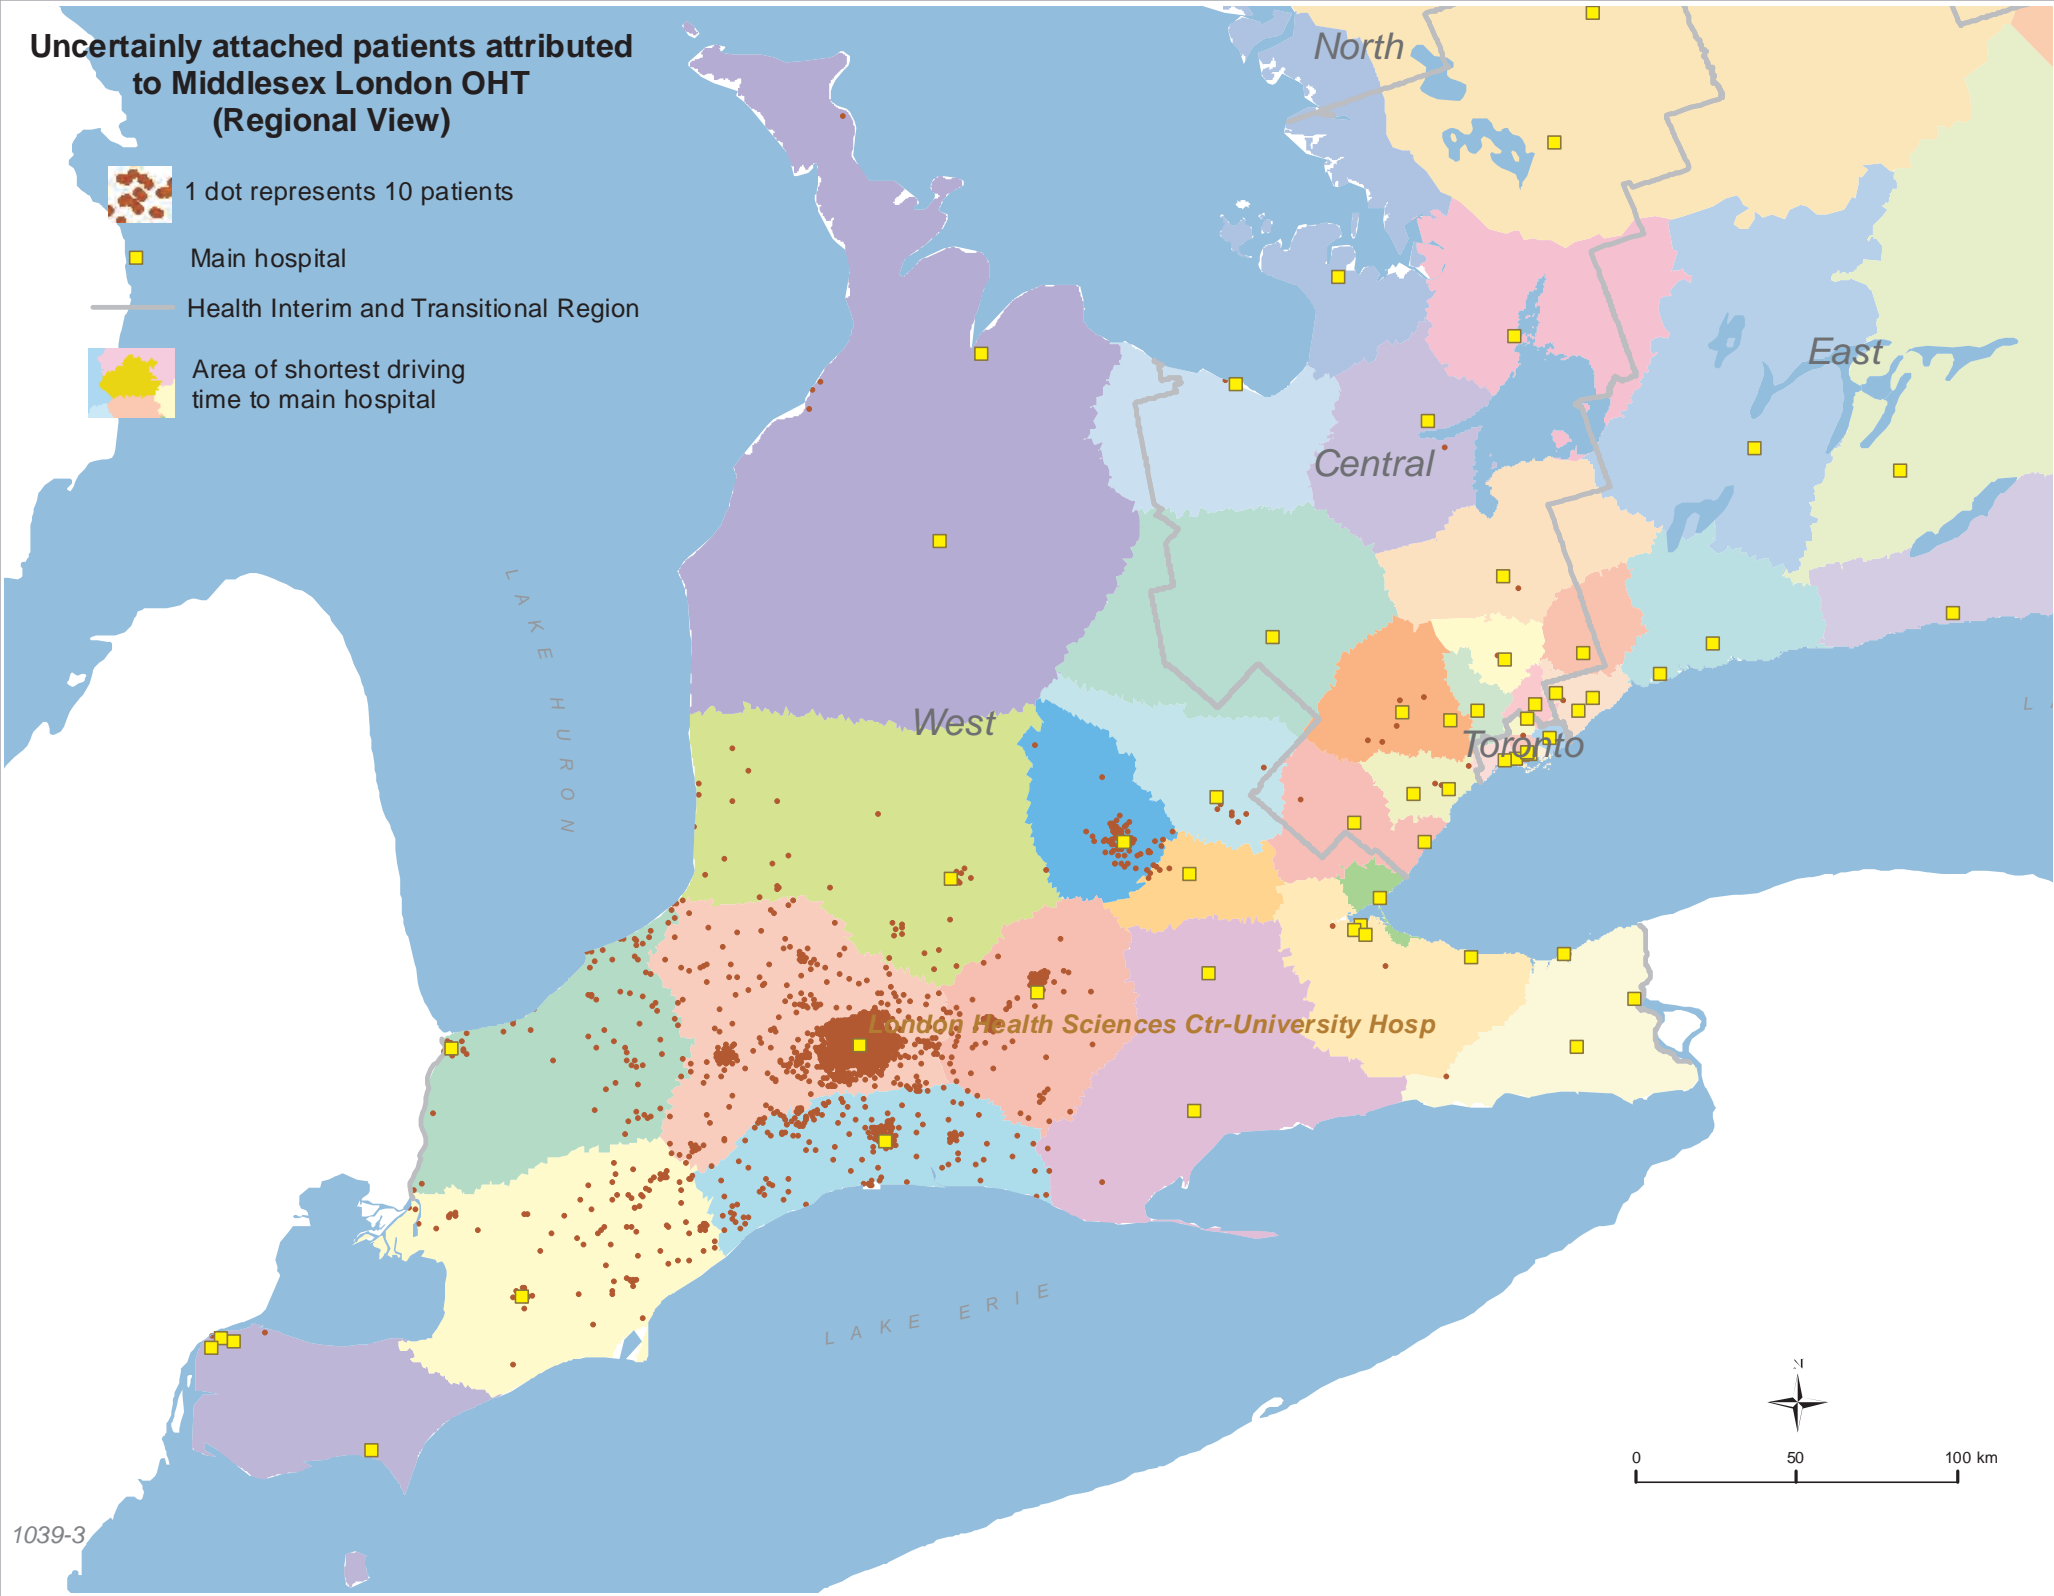 Uncertainly attached patients attributed
to Middlesex London OHT
(Regional View)
1 dot represents 10 patients
Main hospital
Health Interim and Transitional Region
Area of shortest driving
time to main hospital
North
East
Central
West
Toronto
LAKE HURON
London Health Sciences Ctr-University Hosp
LAKE ERIE
L
N
0 50 100 km
1039-3